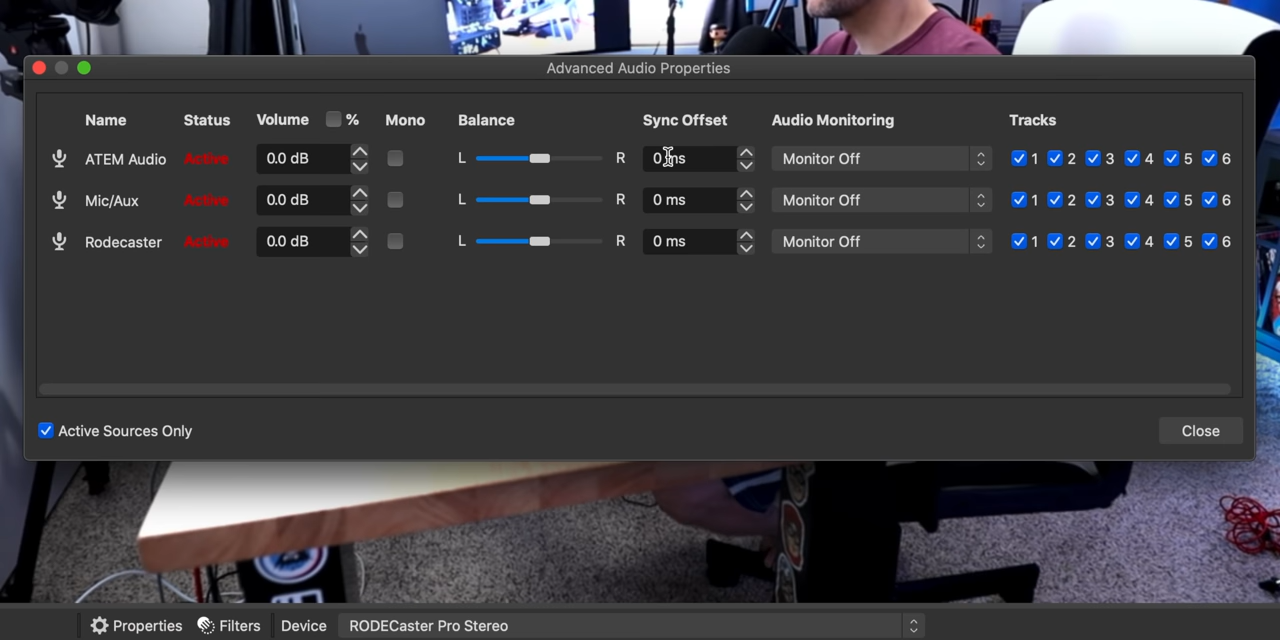 Advanced Audio Properties
Name Status Volume % Mono Balance Sync Offset Audio Monitoring Tracks
ATEM Audio Active 0.0 dB L R 0 ms Monitor Off 1 2 3 4 5 6
Mic/Aux Active 0.0 dB L R 0 ms Monitor Off 1 2 3 4 5 6
Rodecaster Active 0.0 dB L R 0 ms Monitor Off 1 2 3 4 5 6
Active Sources Only Close
Properties Filters Device RODECaster Pro Stereo